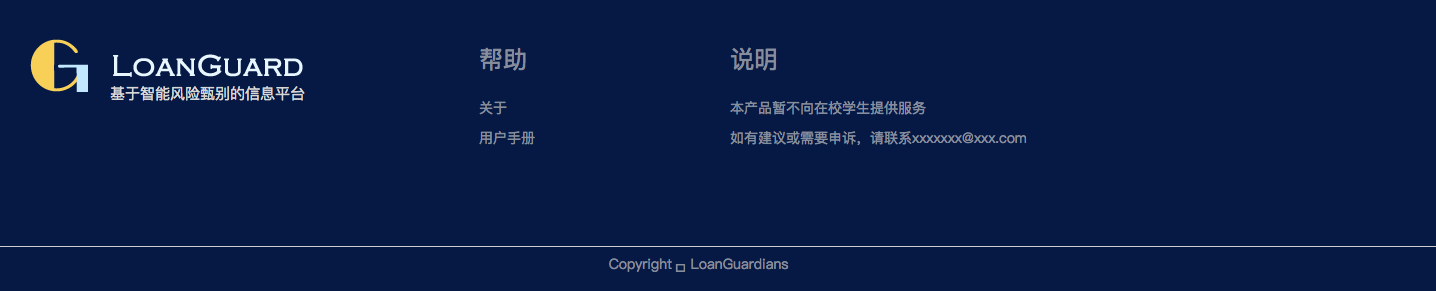 LOANGUARD
基于智能风险甄别的信息平台
帮助
关于
用户手册
说明
本产品暂不向在校学生提供服务
如有建议或需要申诉，请联系xxxxxxx@xxx.com
Copyright □ LoanGuardians